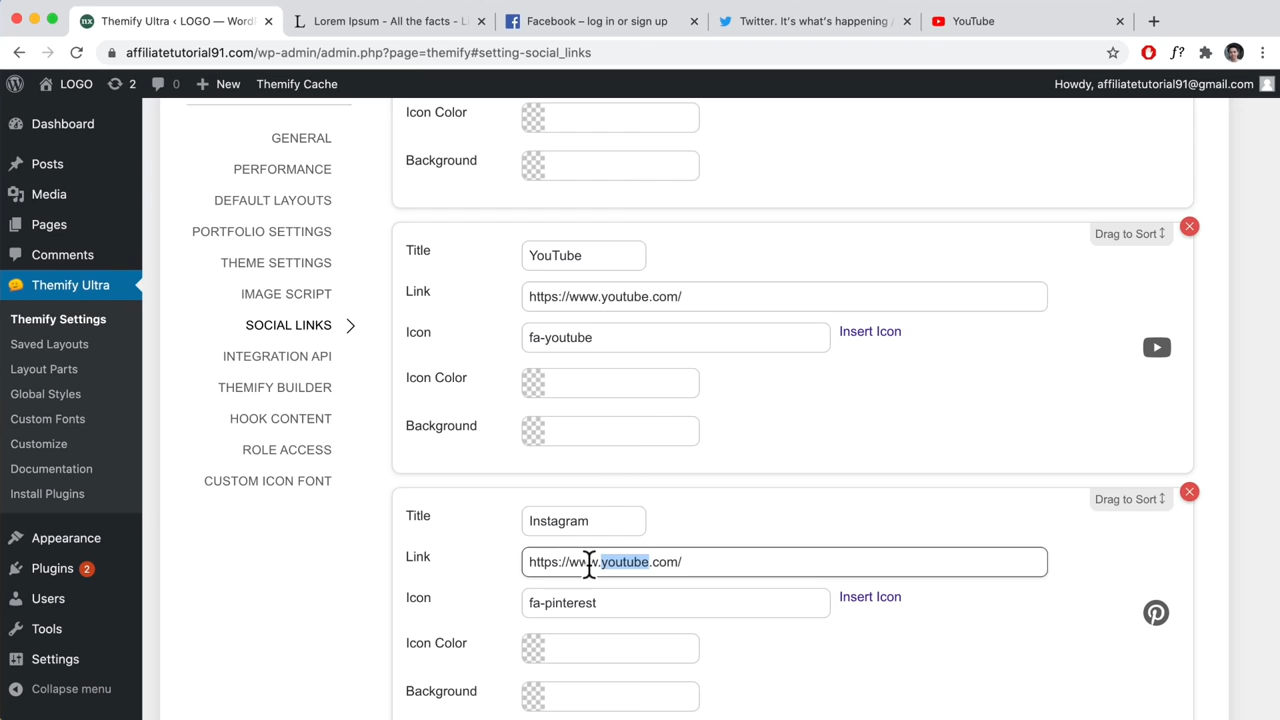 Themify Ultra ‹ LOGO — Word
Lorem Ipsum - All the facts - L
Facebook – log in or sign up
Twitter. It's what's happening
YouTube
affiliatetutorial91.com/wp-admin/admin.php?page=themify#setting-social_links
f?
LOGO
2
0
New
Themify Cache
Howdy, affiliatetutorial91@gmail.com
Dashboard
Posts
Media
Pages
Comments
Themify Ultra
Themify Settings
Saved Layouts
Layout Parts
Global Styles
Custom Fonts
Customize
Documentation
Install Plugins
Appearance
Plugins 2
Users
Tools
Settings
Collapse menu
GENERAL
PERFORMANCE
DEFAULT LAYOUTS
PORTFOLIO SETTINGS
THEME SETTINGS
IMAGE SCRIPT
SOCIAL LINKS
INTEGRATION API
THEMIFY BUILDER
HOOK CONTENT
ROLE ACCESS
CUSTOM ICON FONT
Icon Color
Background
Drag to Sort
Title YouTube
Link https://www.youtube.com/
Icon fa-youtube Insert Icon
Icon Color
Background
Drag to Sort
Title Instagram
Link https://www.youtube.com/
Icon fa-pinterest Insert Icon
Icon Color
Background